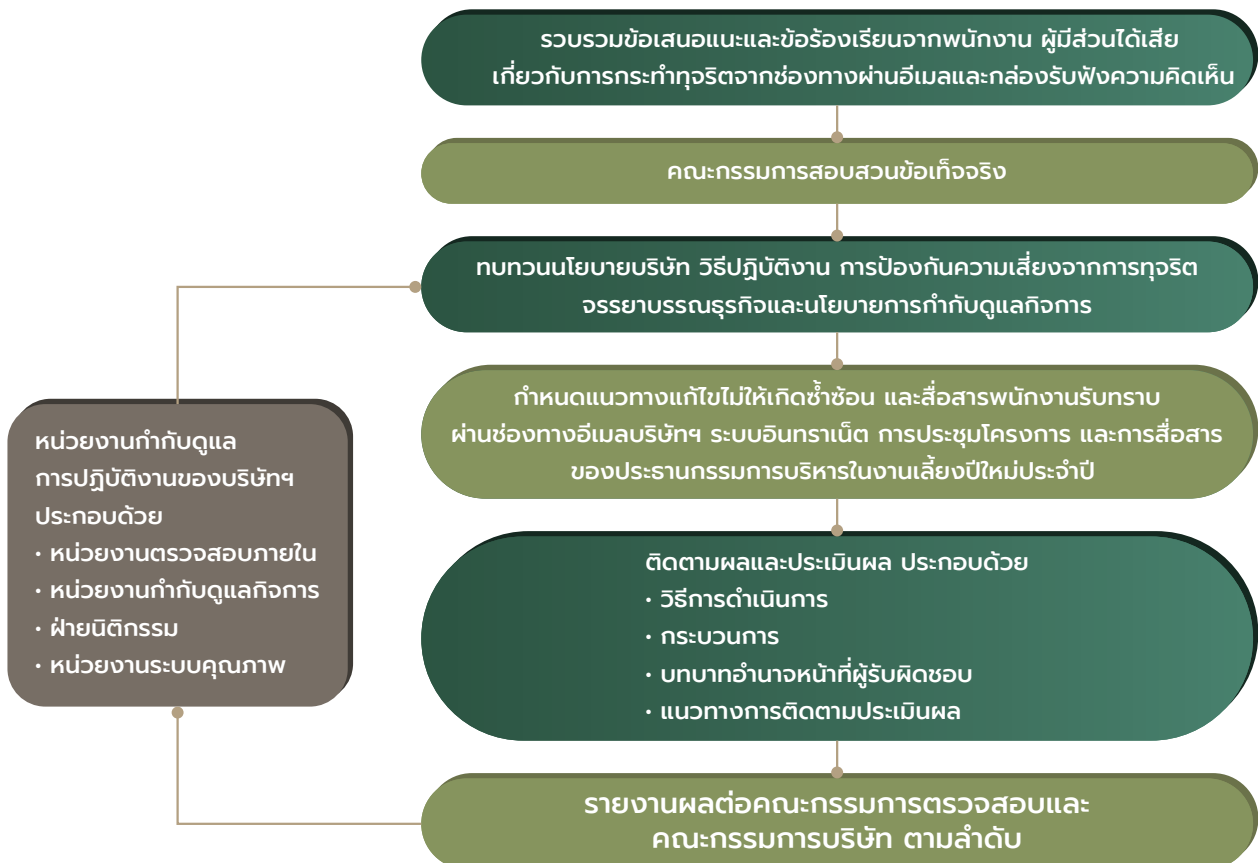 รวบรวมข้อเสนอแนะและข้อร้องเรียนจากพนักงาน ผู้มีส่วนได้เสีย
เกี่ยวกับการกระทำทุจริตจากช่องทางผ่านอีเมลและกล่องรับฟังความคิดเห็น
คณะกรรมการสอบสวนข้อเท็จจริง
ทบทวนนโยบายบริษัท วิธีปฏิบัติงาน การป้องกันความเสี่ยงจากการทุจริต
จรรยาบรรณธุรกิจและนโยบายการกำกับดูแลกิจการ
กำหนดแนวทางแก้ไขไม่ให้เกิดซ้ำซ้อน และสื่อสารพนักงานรับทราบ
ผ่านช่องทางอีเมลบริษัทฯ ระบบอินทราเน็ต การประชุมโครงการ และการสื่อสาร
ของประธานกรรมการบริหารในงานเลี้ยงปีใหม่ประจำปี
ติดตามผลและประเมินผล ประกอบด้วย
• วิธีการดำเนินการ
• กระบวนการ
• บทบาทอำนาจหน้าที่ผู้รับผิดชอบ
• แนวทางการติดตามประเมินผล
รายงานผลต่อคณะกรรมการตรวจสอบและ
คณะกรรมการบริษัท ตามลำดับ
หน่วยงานกำกับดูแล
การปฏิบัติงานของบริษัทฯ
ประกอบด้วย
• หน่วยงานตรวจสอบภายใน
• หน่วยงานกำกับดูแลกิจการ
• ฝ่ายนิติกรรม
• หน่วยงานระบบคุณภาพ